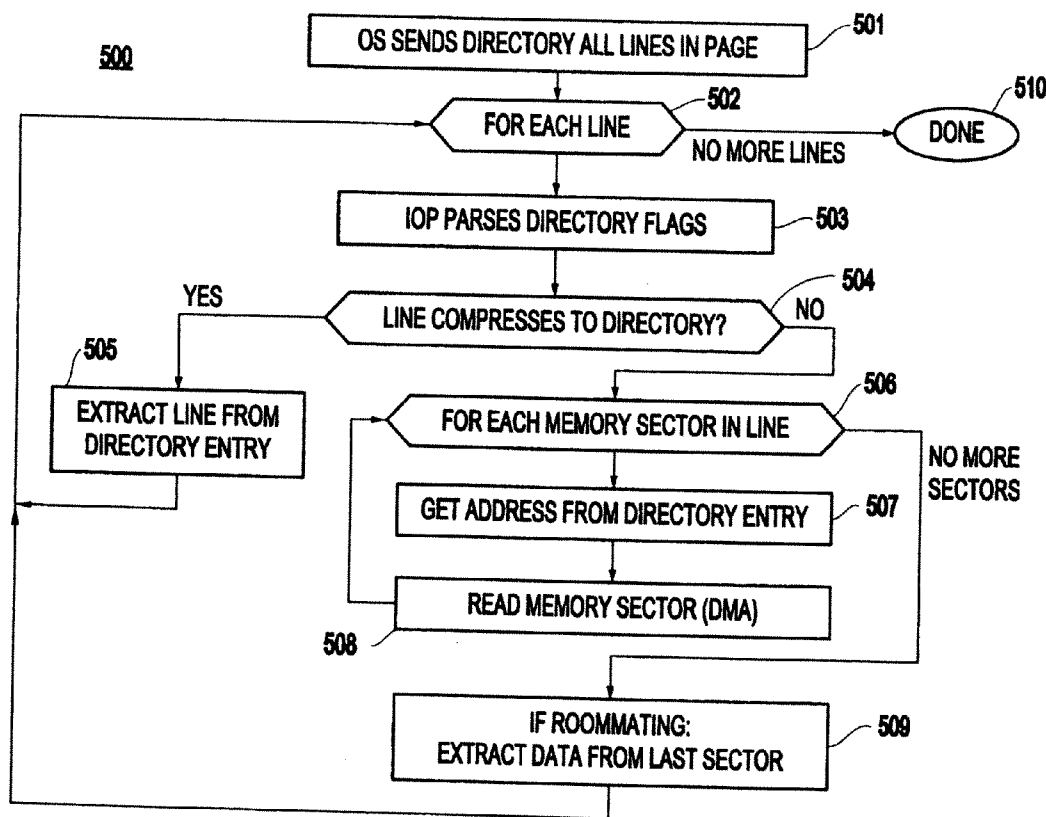 500
OS SENDS DIRECTORY ALL LINES IN PAGE
501
FOR EACH LINE
502
NO MORE LINES
DONE
510
IOP PARSES DIRECTORY FLAGS
503
LINE COMPRESSES TO DIRECTORY?
504
YES
NO
505
EXTRACT LINE FROM
DIRECTORY ENTRY
FOR EACH MEMORY SECTOR IN LINE
506
NO MORE
SECTORS
GET ADDRESS FROM DIRECTORY ENTRY
507
READ MEMORY SECTOR (DMA)
508
IF ROOMMATING:
EXTRACT DATA FROM LAST SECTOR
509